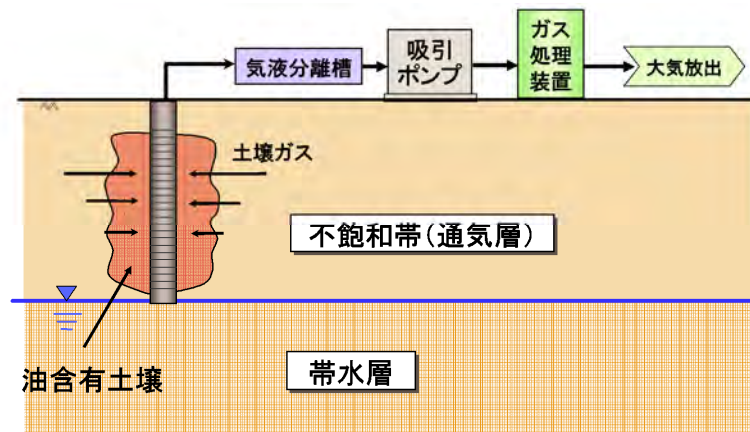 気液分離槽
吸引
ポンプ
ガス
処理
装置
大気放出
土壌ガス
不飽和帯(通気層)
油含有土壌
帯水層